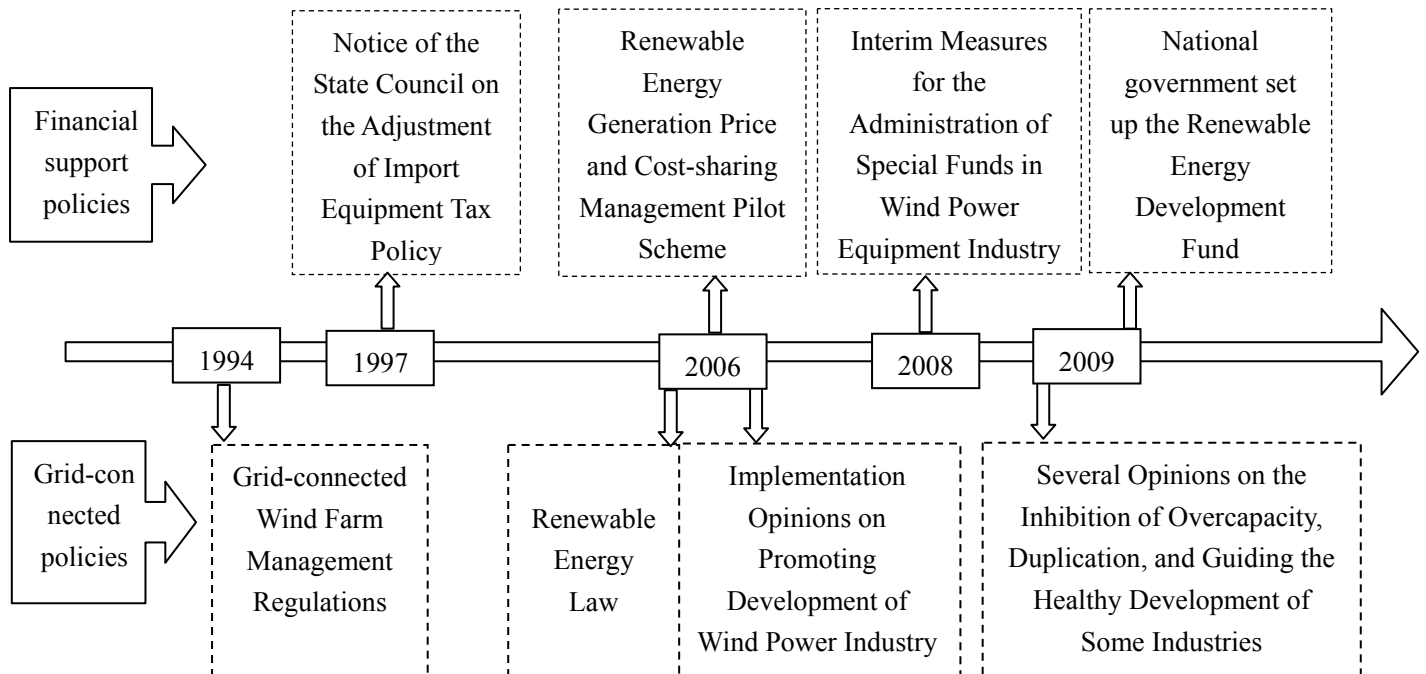 Financial
support
policies
Notice of the
State Council on
the Adjustment
of Import
Equipment Tax
Policy
Renewable
Energy
Generation Price
and Cost-sharing
Management Pilot
Scheme
Interim Measures
for the
Administration of
Special Funds in
Wind Power
Equipment Industry
National
government set
up the Renewable
Energy
Development
Fund
1994
1997
2006
2008
2009
Grid-con
nected
policies
Grid-connected
Wind Farm
Management
Regulations
Renewable
Energy
Law
Implementation
Opinions on
Promoting
Development of
Wind Power Industry
Several Opinions on the
Inhibition of Overcapacity,
Duplication, and Guiding the
Healthy Development of
Some Industries